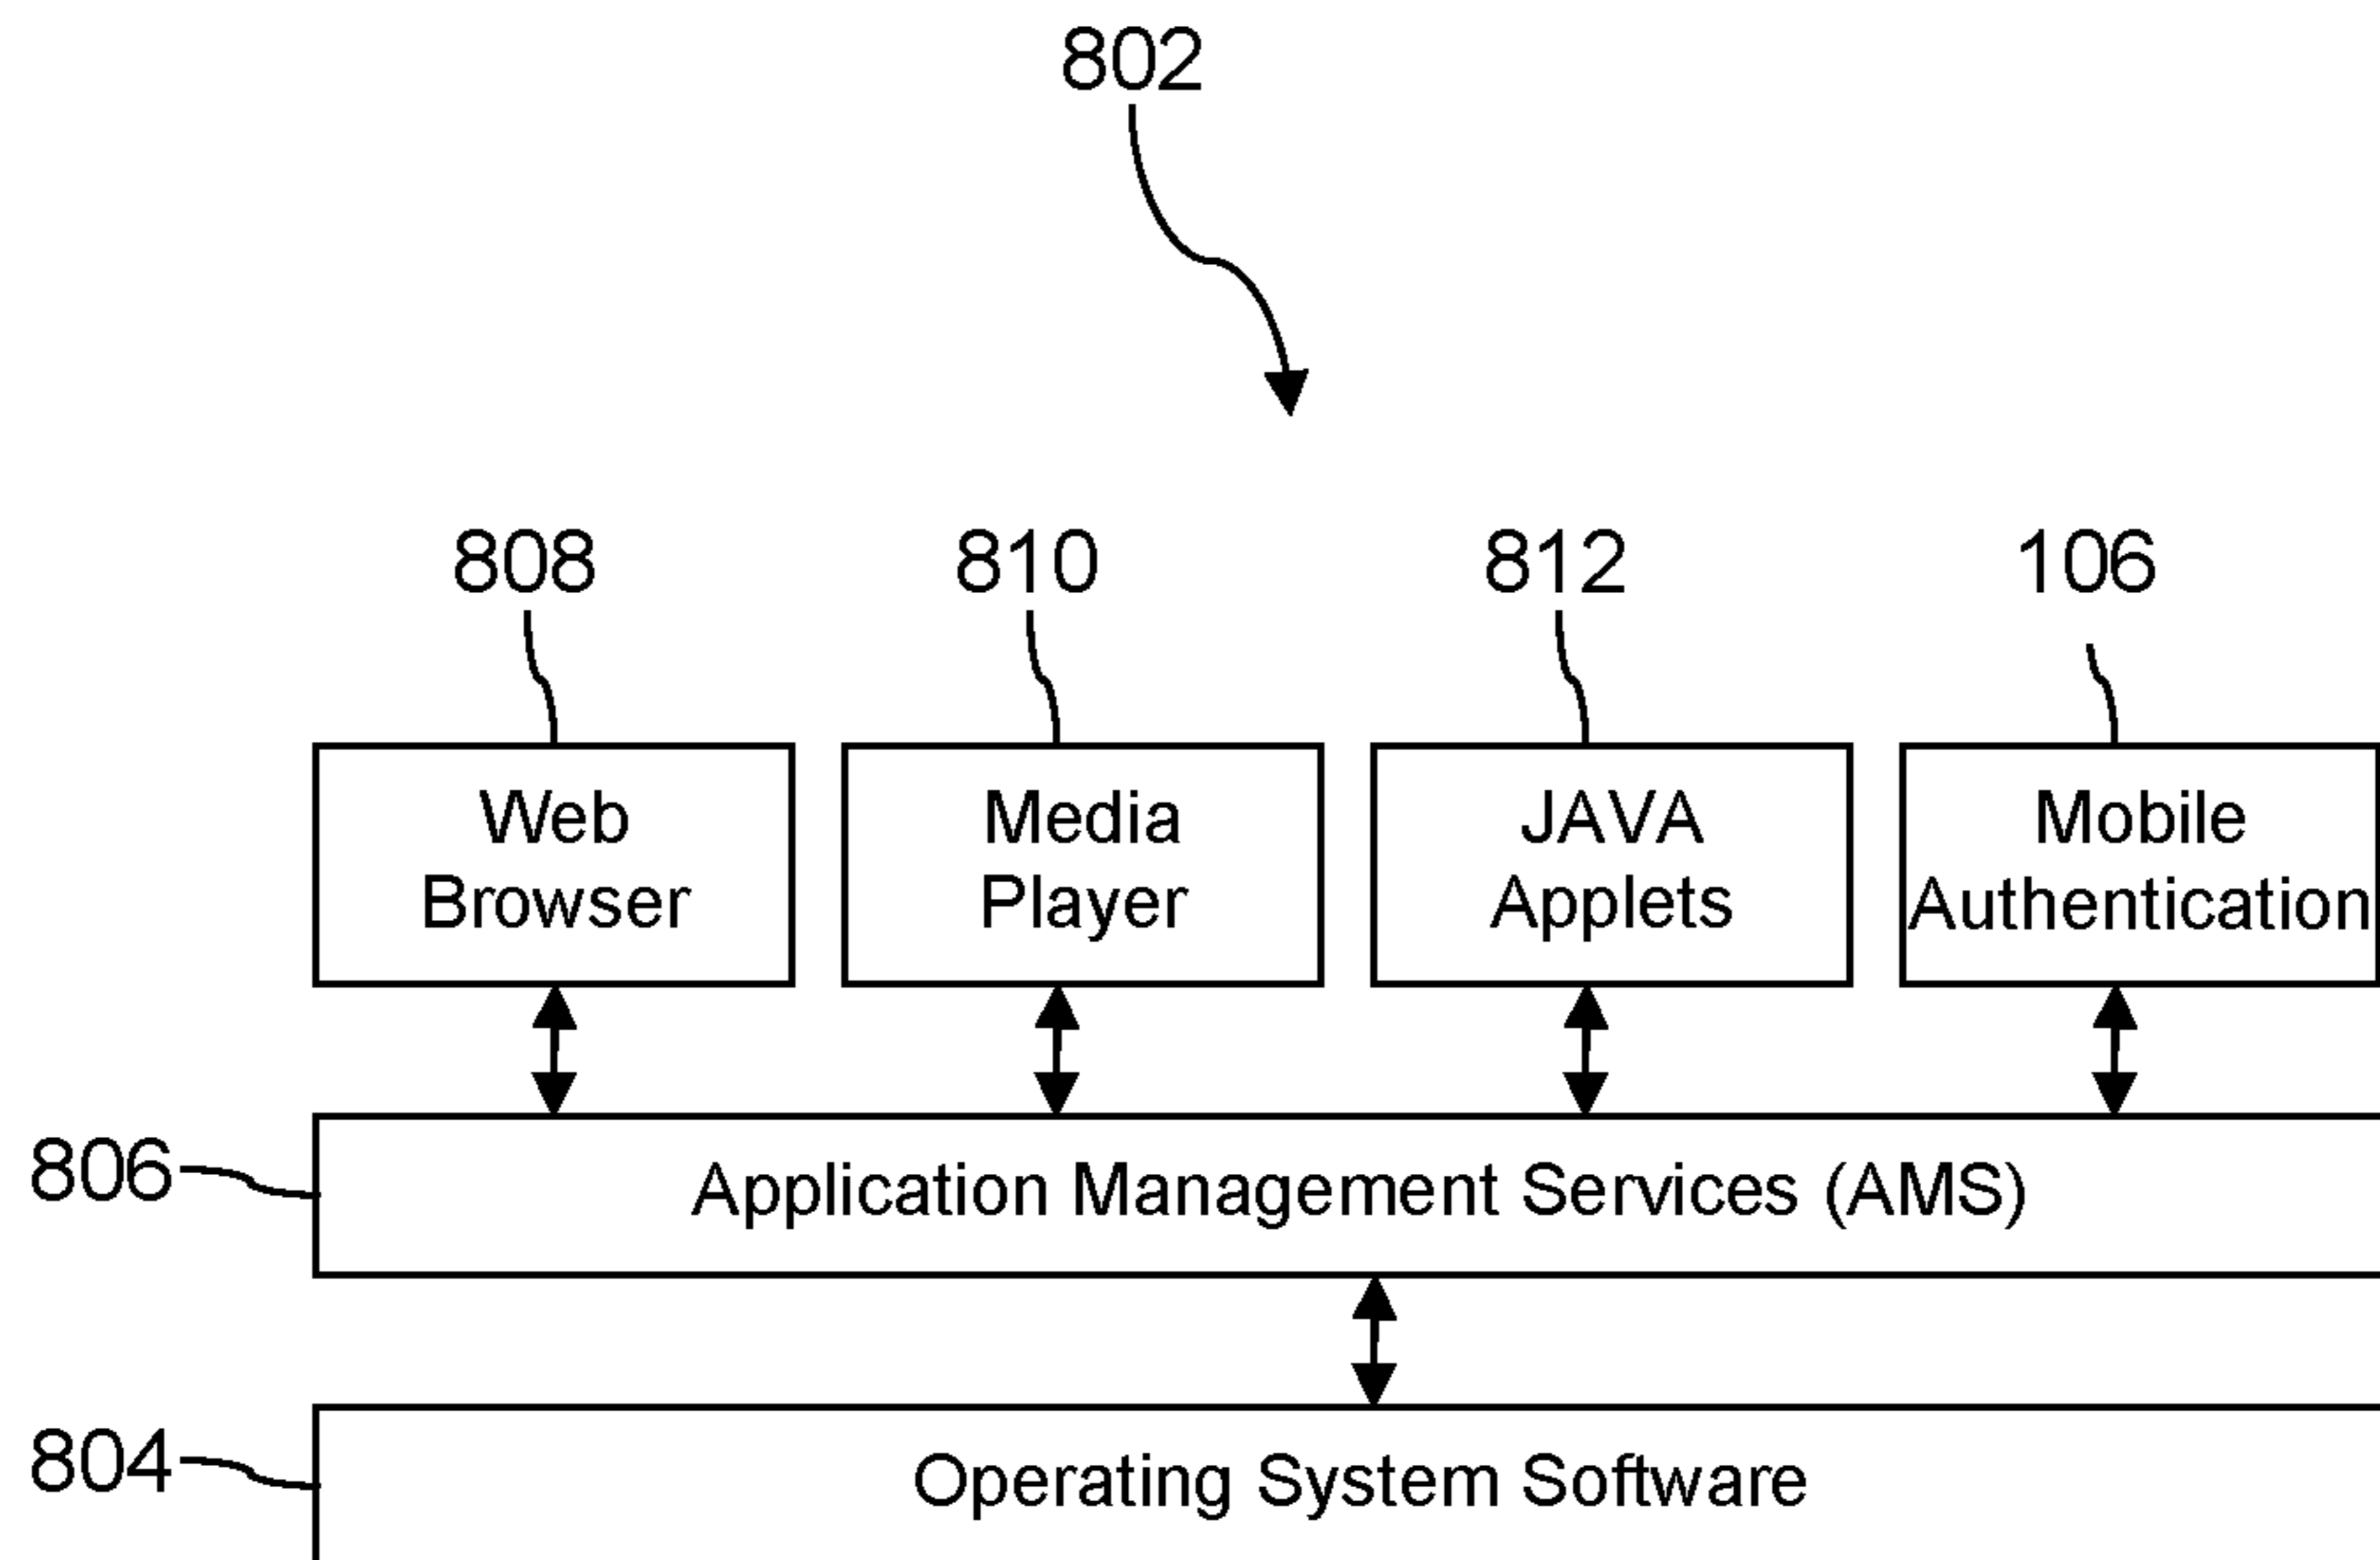 802
808
810
812
106
Web
Browser
Media
Player
JAVA
Applets
Mobile
Authentication
806
Application Management Services (AMS)
804
Operating System Software